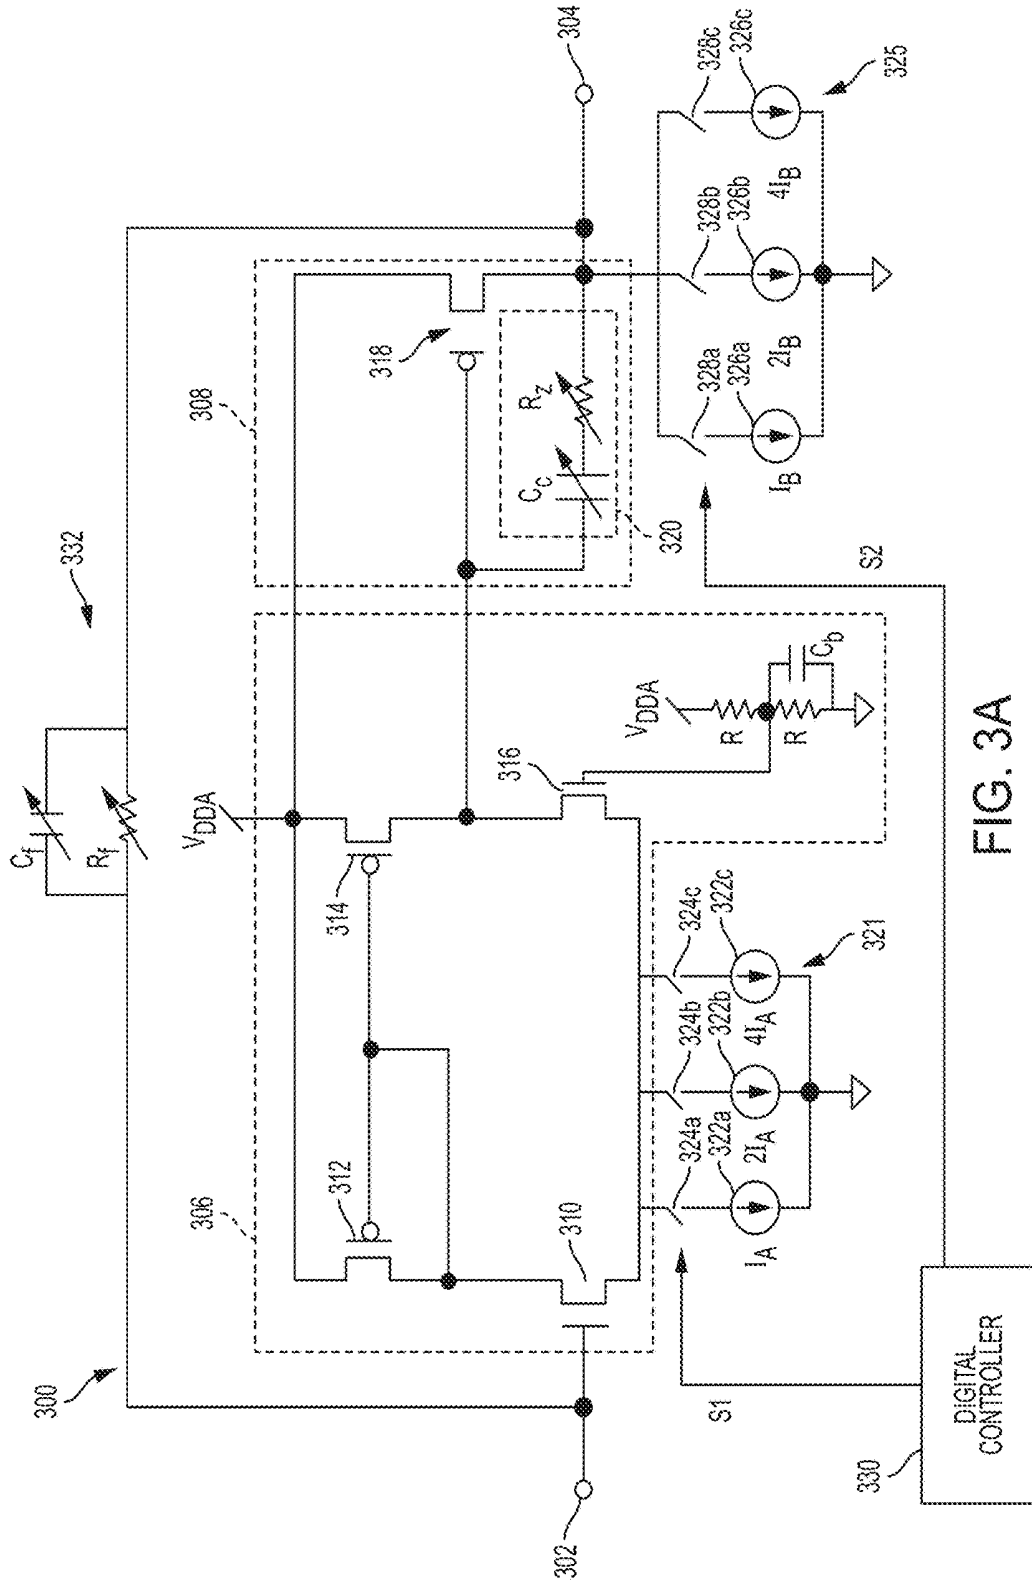 300
332
C_f
R_f
V_DDA
306
308
312
314
318
310
316
V_DDA
R
R
C_b
C_c
R_z
320
302
304
324a
322a
324b
322b
324c
322c
I_A
2I_A
4I_A
321
328a
326a
328b
326b
328c
326c
I_B
2I_B
4I_B
325
S1
S2
330
DIGITAL
CONTROLLER
FIG. 3A